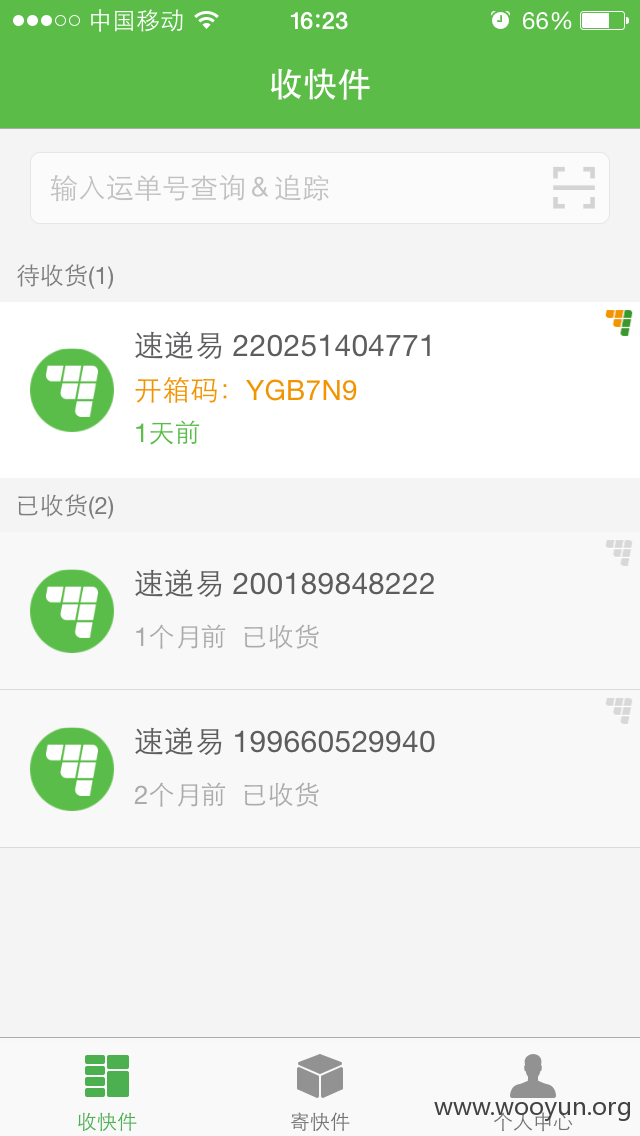 中国移动 16:23 66%
收快件
输入运单号查询&追踪
待收货(1)
速递易 220251404771
开箱码：YGB7N9
1天前
已收货(2)
速递易 200189848222
1个月前 已收货
速递易 199660529940
2个月前 已收货
收快件 寄快件 个人中心
www.wooyun.org